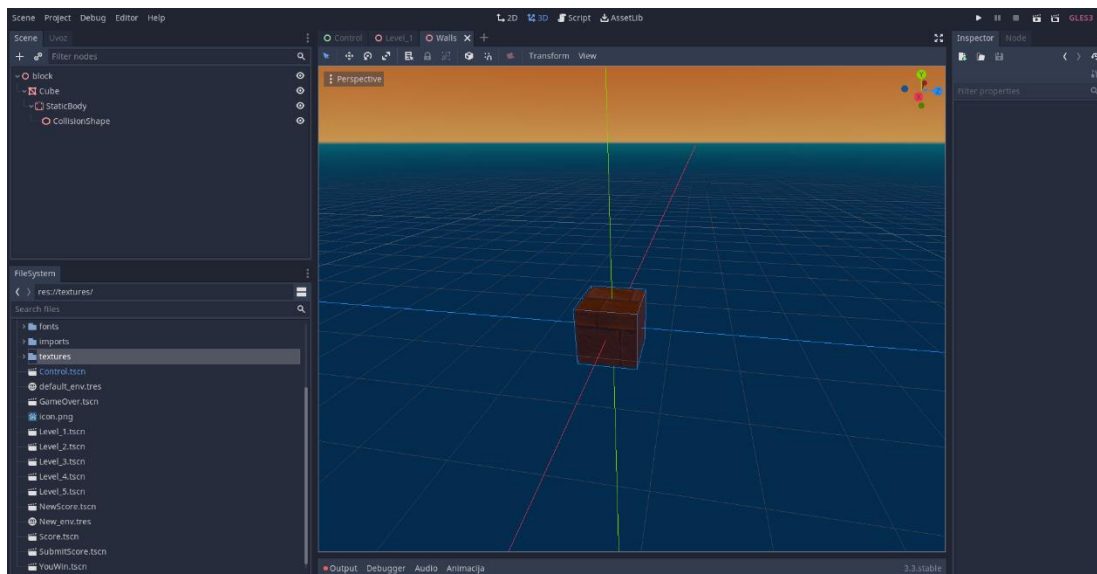 Scene Project Debug Editor Help
2D 3D Script AssetLib
GLES3
Scene Uvoz
Filter nodes
block
Cube
StaticBody
CollisionShape
FileSystem
res://textures/
Search files
fonts
imports
textures
Control.tscn
default_env.tres
GameOver.tscn
icon.png
Level_1.tscn
Level_2.tscn
Level_3.tscn
Level_4.tscn
Level_5.tscn
NewScore.tscn
New_env.tres
Score.tscn
SubmitScore.tscn
YouWin.tscn
Control Level_1 Walls
Transform View
Perspective
Y
Output Debugger Audio Animacija
3.3.stable
Inspector Node
Filter properties